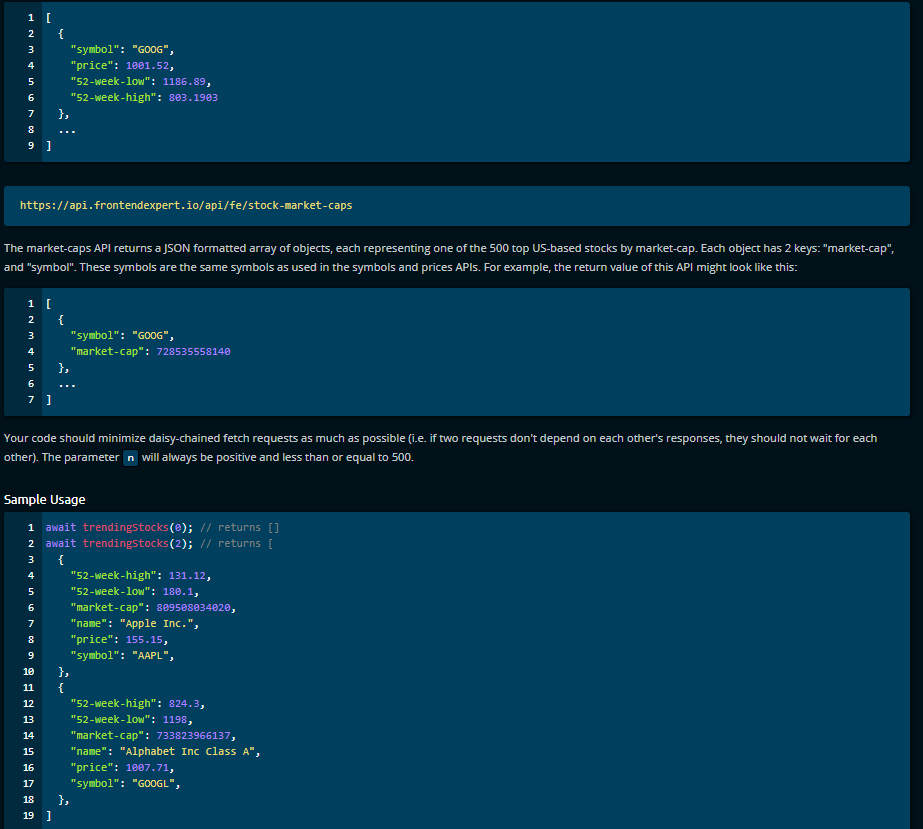 1 [
2 {
3 "symbol": "GOOG",
4 "price": 1001.52,
5 "52-week-low": 1186.89,
6 "52-week-high": 803.1903
7 },
8 ...
9 ]
https://api.frontendexpert.io/api/fe/stock-market-caps
The market-caps API returns a JSON formatted array of objects, each representing one of the 500 top US-based stocks by market-cap. Each object has 2 keys: "market-cap",
and "symbol". These symbols are the same symbols as used in the symbols and prices APIs. For example, the return value of this API might look like this:
1 [
2 {
3 "symbol": "GOOG",
4 "market-cap": 728535558140
5 },
6 ...
7 ]
Your code should minimize daisy-chained fetch requests as much as possible (i.e. if two requests don't depend on each other's responses, they should not wait for each
other). The parameter n will always be positive and less than or equal to 500.
Sample Usage
1 await trendingStocks(0); // returns []
2 await trendingStocks(2); // returns [
3 {
4 "52-week-high": 131.12,
5 "52-week-low": 180.1,
6 "market-cap": 809508034020,
7 "name": "Apple Inc.",
8 "price": 155.15,
9 "symbol": "AAPL",
10 },
11 {
12 "52-week-high": 824.3,
13 "52-week-low": 1198,
14 "market-cap": 733823966137,
15 "name": "Alphabet Inc Class A",
16 "price": 1007.71,
17 "symbol": "GOOGL",
18 },
19 ]